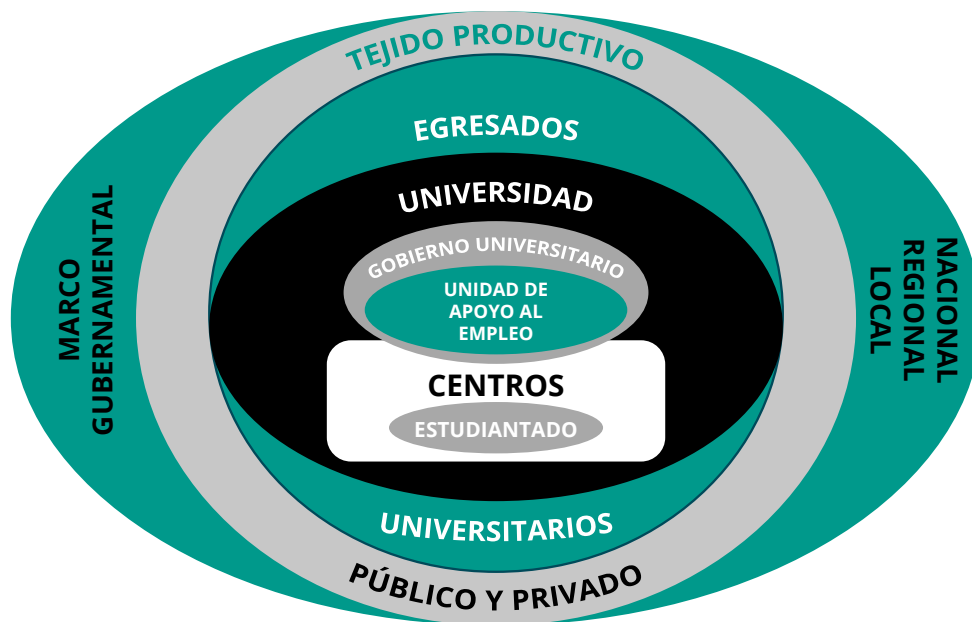 TEJIDO PRODUCTIVO
EGRESADOS
UNIVERSIDAD
GOBIERNO UNIVERSITARIO
UNIDAD DE
APOYO AL
EMPLEO
CENTROS
ESTUDIANTADO
UNIVERSITARIOS
PÚBLICO Y PRIVADO
MARCO
GUBERNAMENTAL
NACIONAL
REGIONAL
LOCAL